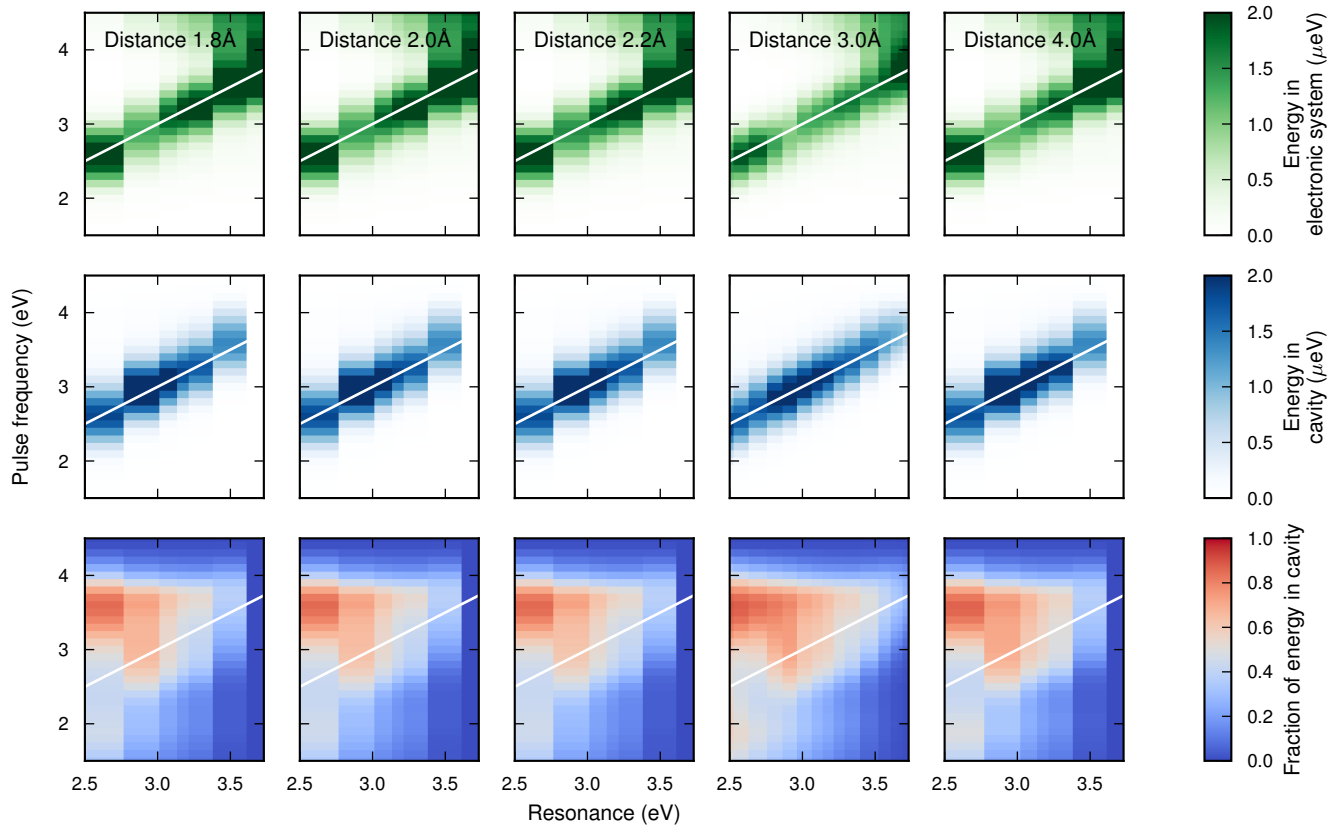 Distance 1.8Å
Distance 2.0Å
Distance 2.2Å
Distance 3.0Å
Distance 4.0Å
4
3
2
2.0
1.5
1.0
0.5
0.0
Energy in
electronic system (μeV)
Pulse frequency (eV)
4
3
2
2.0
1.5
1.0
0.5
0.0
Energy in
cavity (μeV)
4
3
2
1.0
0.8
0.6
0.4
0.2
0.0
Fraction of energy in cavity
2.5 3.0 3.5
2.5 3.0 3.5
2.5 3.0 3.5
2.5 3.0 3.5
2.5 3.0 3.5
Resonance (eV)